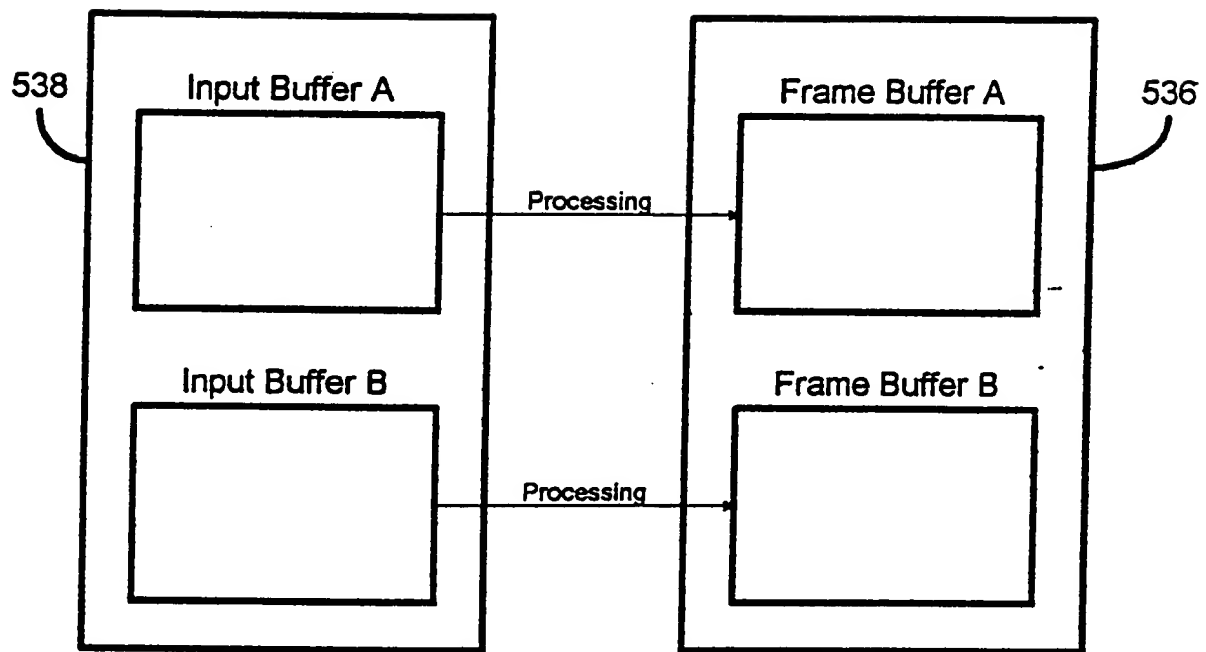 538
Input Buffer A
Frame Buffer A
536
Processing
Input Buffer B
Frame Buffer B
Processing